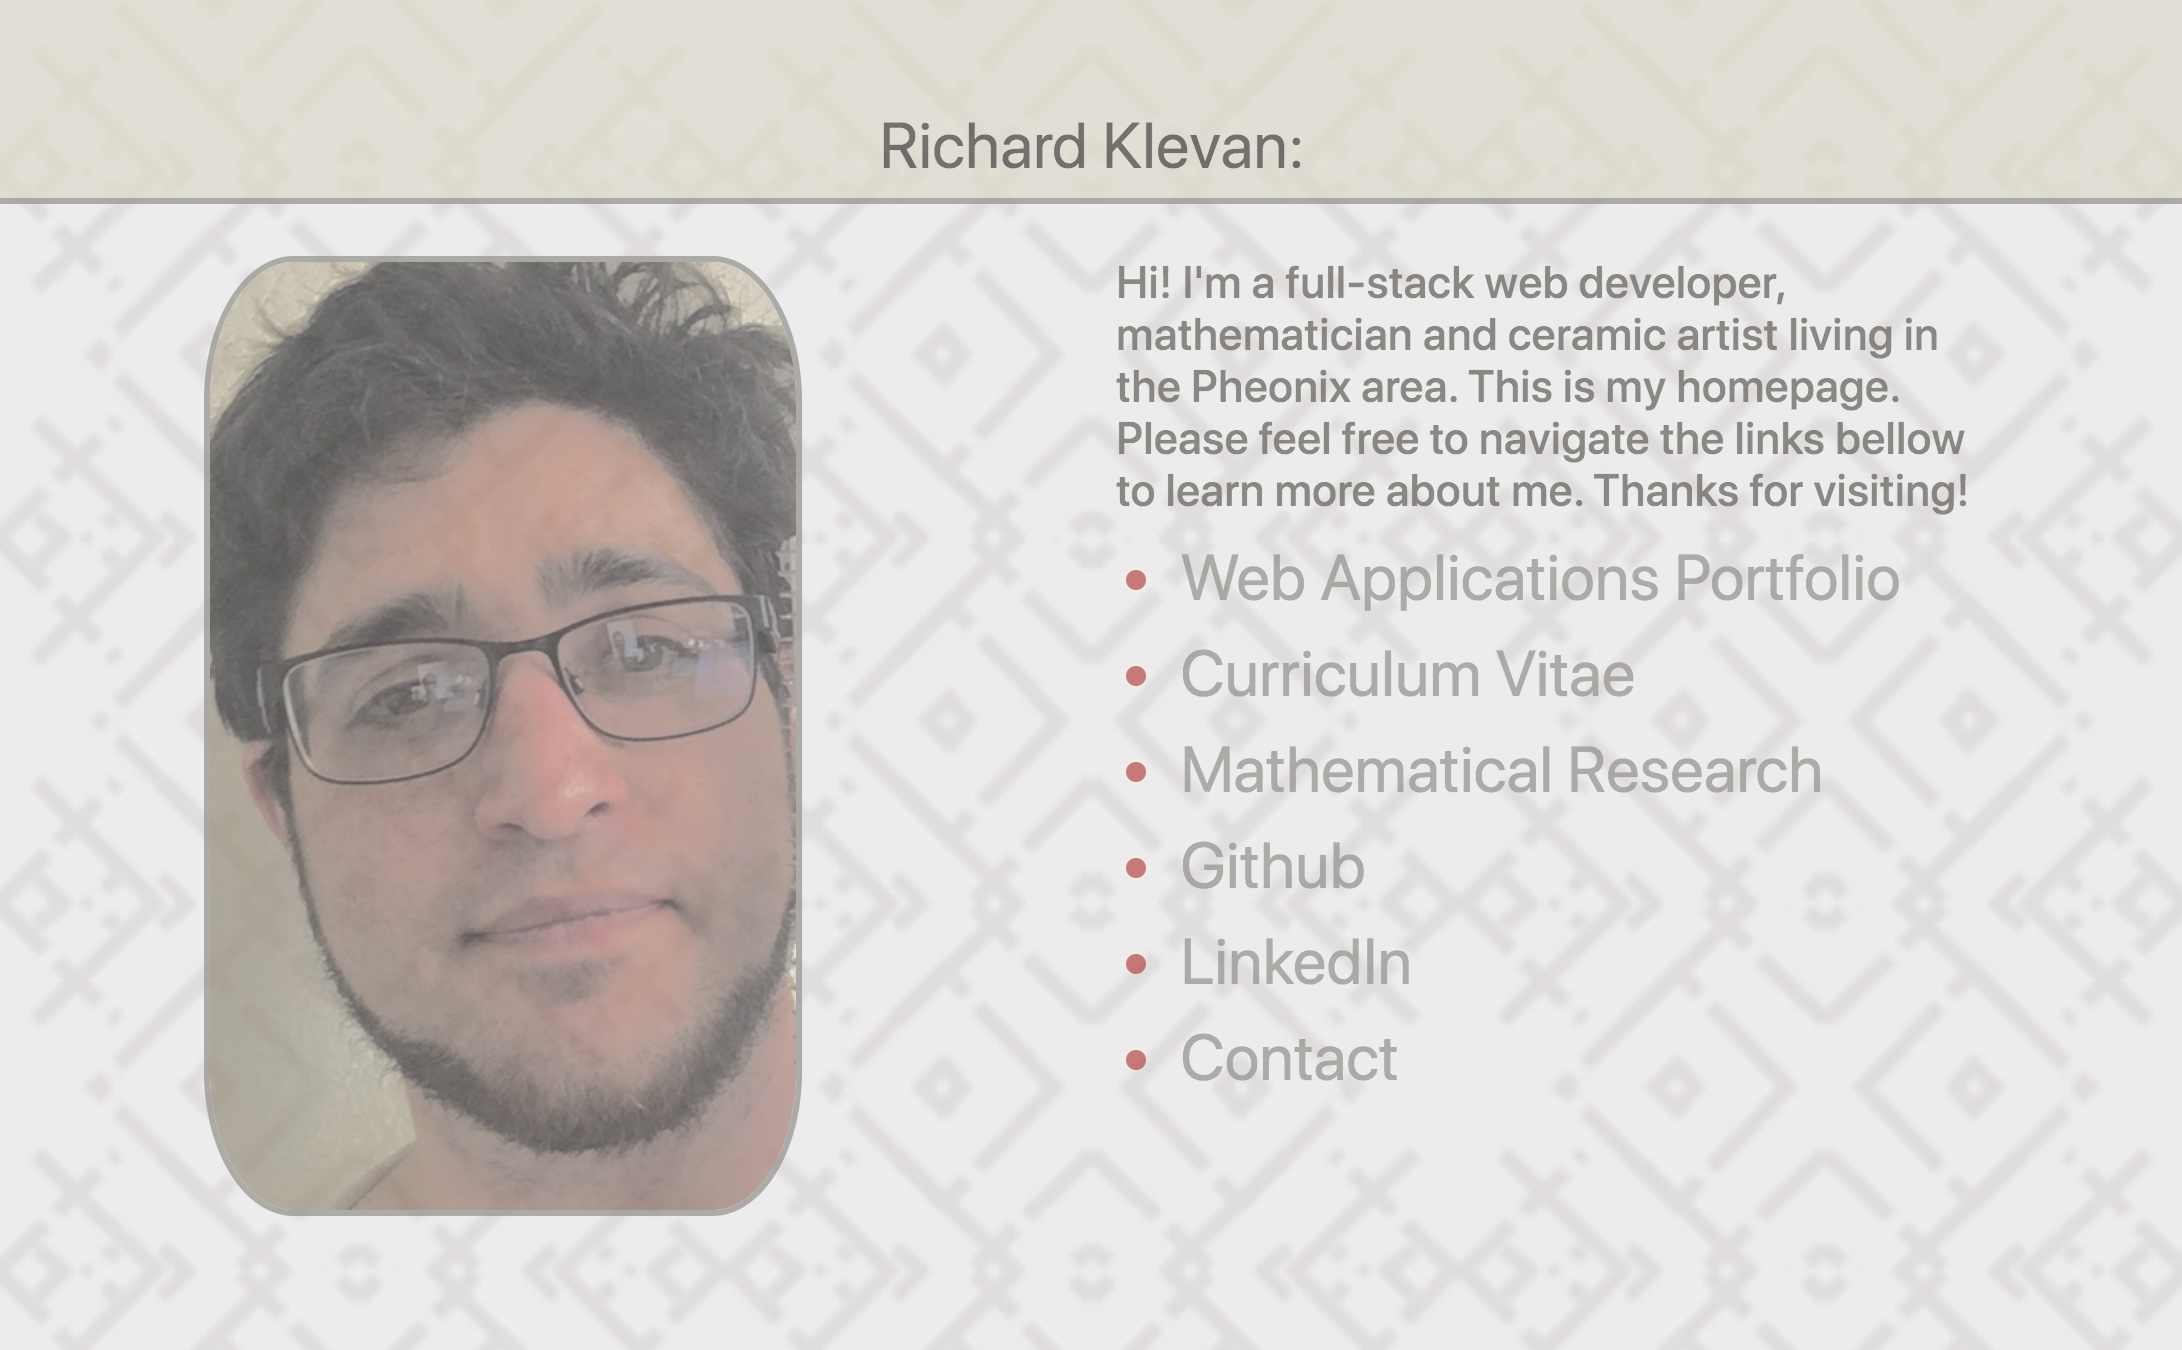 Richard Klevan:
Hi! I'm a full-stack web developer,
mathematician and ceramic artist living in
the Pheonix area. This is my homepage.
Please feel free to navigate the links bellow
to learn more about me. Thanks for visiting!
Web Applications Portfolio
Curriculum Vitae
Mathematical Research
Github
LinkedIn
Contact